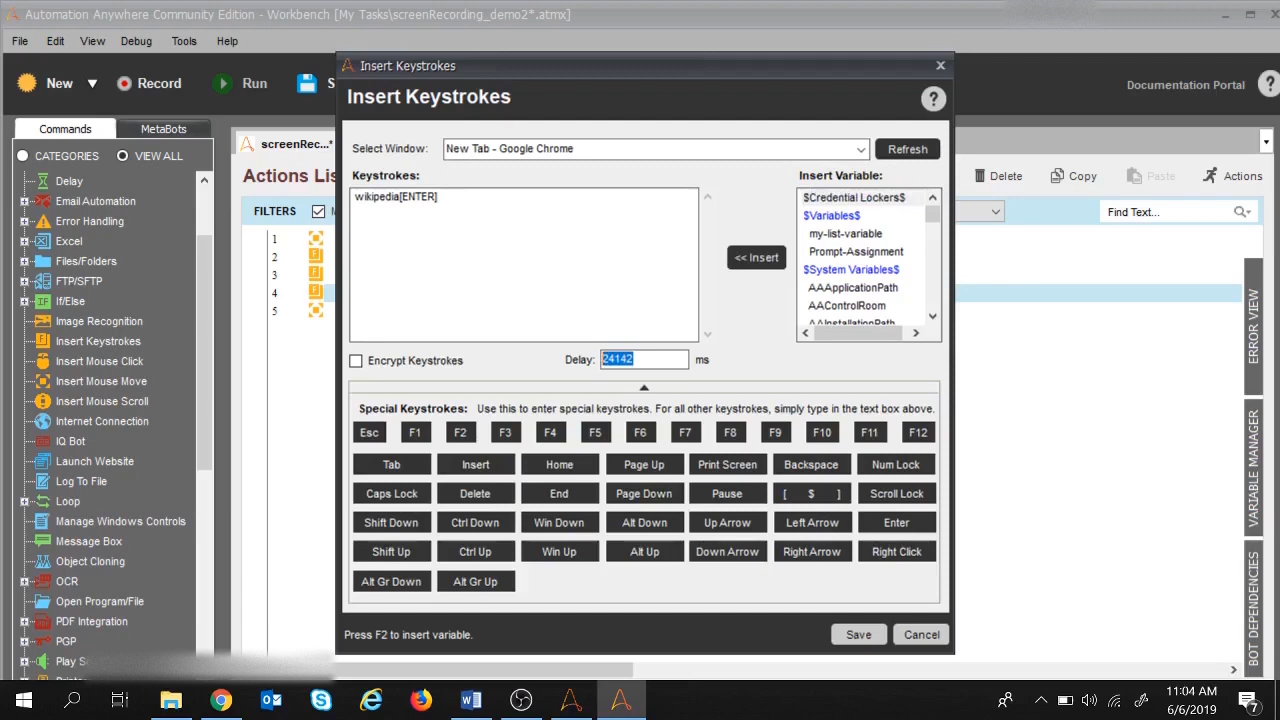 Automation Anywhere Community Edition - Workbench [My Tasks\screenRecording_demo2*.atmx]
File Edit View Debug Tools Help
New Record Run S
Documentation Portal ?
Commands MetaBots
CATEGORIES VIEW ALL
Delay
Email Automation
Error Handling
Excel
Files/Folders
FTP/SFTP
If/Else
Image Recognition
Insert Keystrokes
Insert Mouse Click
Insert Mouse Move
Insert Mouse Scroll
Internet Connection
IQ Bot
Launch Website
Log To File
Loop
Manage Windows Controls
Message Box
Object Cloning
OCR
Open Program/File
PDF Integration
PGP
Play
screenRec...*
Actions Lis
Delete Copy Paste Actions
FILTERS
Find Text...
1
2
3
4
5
Insert Keystrokes
Insert Keystrokes ?
Select Window: New Tab - Google Chrome Refresh
Keystrokes: Insert Variable:
wikipedia[ENTER]
<< Insert
$Credential Lockers$
$Variables$
my-list-variable
Prompt-Assignment
$System Variables$
AAApplicationPath
AAControlRoom
AAInstallationPath
Encrypt Keystrokes Delay: 24142 ms
Special Keystrokes: Use this to enter special keystrokes. For all other keystrokes, simply type in the text box above.
Esc F1 F2 F3 F4 F5 F6 F7 F8 F9 F10 F11 F12
Tab Insert Home Page Up Print Screen Backspace Num Lock
Caps Lock Delete End Page Down Pause [ $ ] Scroll Lock
Shift Down Ctrl Down Win Down Alt Down Up Arrow Left Arrow Enter
Shift Up Ctrl Up Win Up Alt Up Down Arrow Right Arrow Right Click
Alt Gr Down Alt Gr Up
Press F2 to insert variable. Save Cancel
ERROR VIEW
VARIABLE MANAGER
BOT DEPENDENCIES
11:04 AM
6/6/2019
7